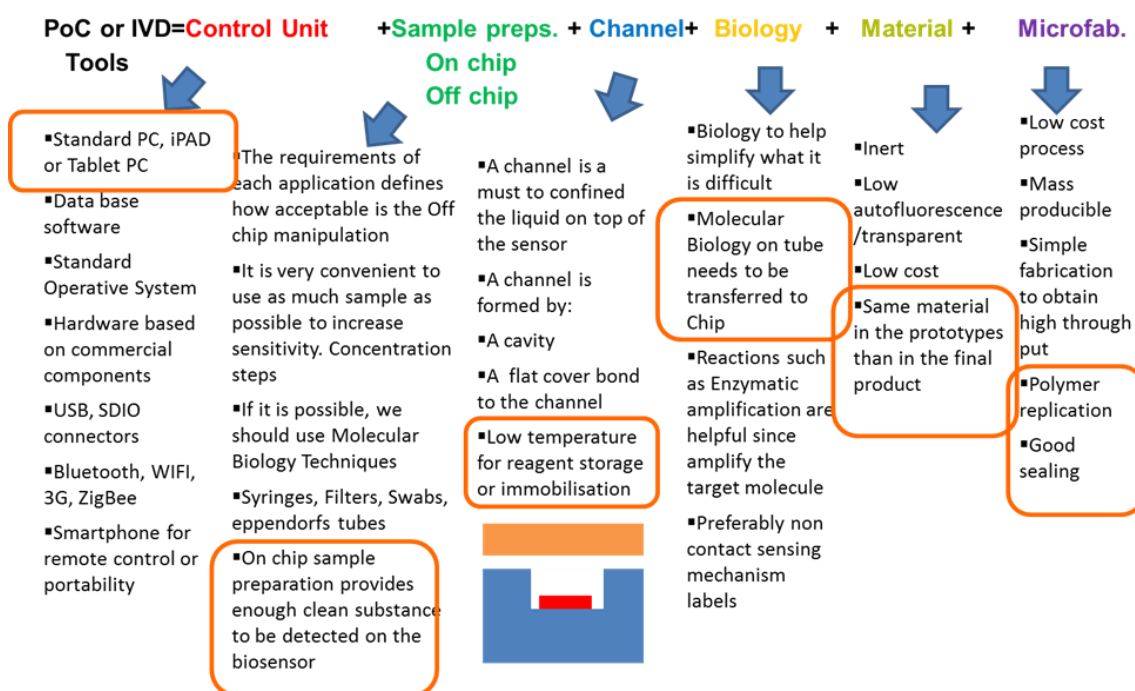 PoC or IVD=Control Unit +Sample preps. + Channel+ Biology + Material + Microfab.
Tools
On chip
Off chip
▪Standard PC, iPAD
or Tablet PC
▪Data base
software
▪Standard
Operative System
▪Hardware based
on commercial
components
▪USB, SDIO
connectors
▪Bluetooth, WIFI,
3G, ZigBee
▪Smartphone for
remote control or
portability
▪The requirements of
each application defines
how acceptable is the Off
chip manipulation
▪It is very convenient to
use as much sample as
possible to increase
sensitivity. Concentration
steps
▪If it is possible, we
should use Molecular
Biology Techniques
▪Syringes, Filters, Swabs,
eppendorfs tubes
▪On chip sample
preparation provides
enough clean substance
to be detected on the
biosensor
▪A channel is a
must to confined
the liquid on top of
the sensor
▪A channel is
formed by:
▪A cavity
▪A flat cover bond
to the channel
▪Low temperature
for reagent storage
or immobilisation
▪Biology to help
simplify what it
is difficult
▪Molecular
Biology on tube
needs to be
transferred to
Chip
▪Reactions such
as Enzymatic
amplification are
helpful since
amplify the
target molecule
▪Preferably non
contact sensing
mechanism
labels
▪Inert
▪Low
autofluorescence
/transparent
▪Low cost
▪Same material
in the prototypes
than in the final
product
▪Low cost
process
▪Mass
producible
▪Simple
fabrication
to obtain
high through
put
▪Polymer
replication
▪Good
sealing